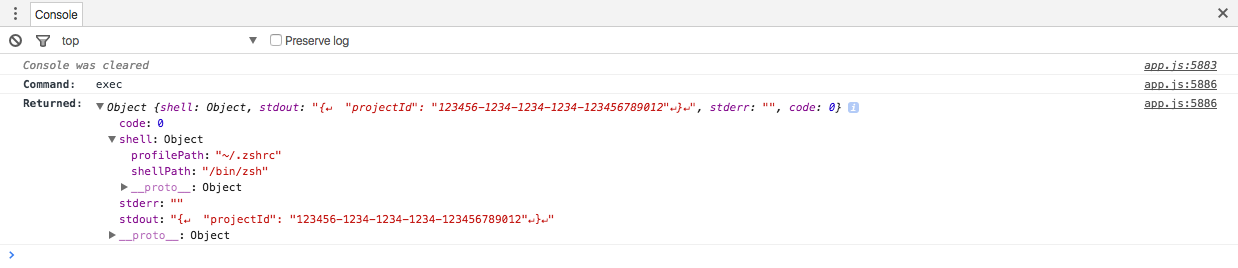 Console
top ▼ Preserve log
Console was cleared app.js:5883
Command: exec app.js:5886
Returned: ▼Object {shell: Object, stdout: "{↵  "projectId": "123456-1234-1234-1234-123456789012"↵}↵", stderr: "", code: 0} i app.js:5886
code: 0
▼shell: Object
profilePath: "~/.zshrc"
shellPath: "/bin/zsh"
▶__proto__: Object
stderr: ""
stdout: "{↵  "projectId": "123456-1234-1234-1234-123456789012"↵}↵"
▶__proto__: Object
>